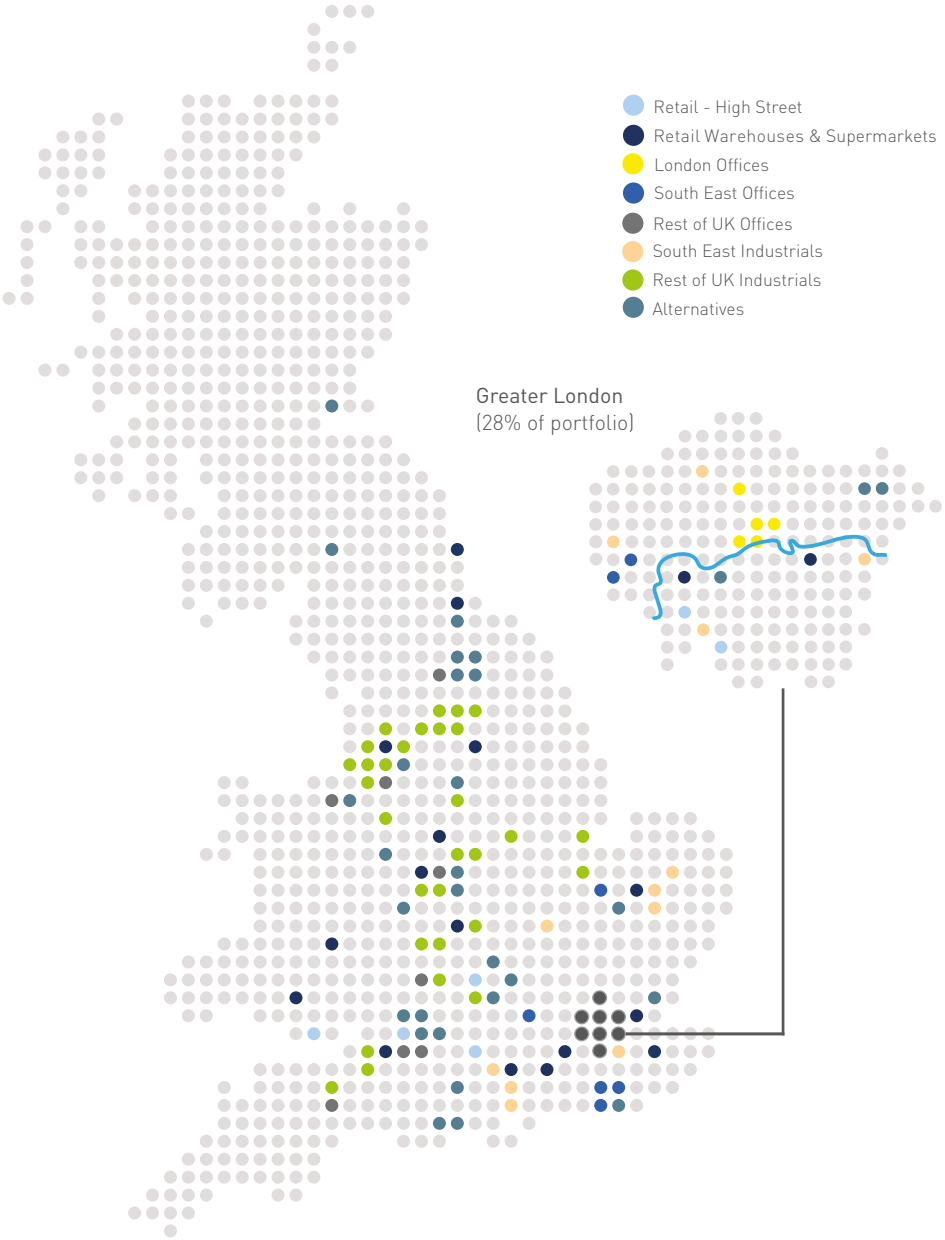 Retail - High Street
Retail Warehouses & Supermarkets
London Offices
South East Offices
Rest of UK Offices
South East Industrials
Rest of UK Industrials
Alternatives
Greater London
(28% of portfolio)